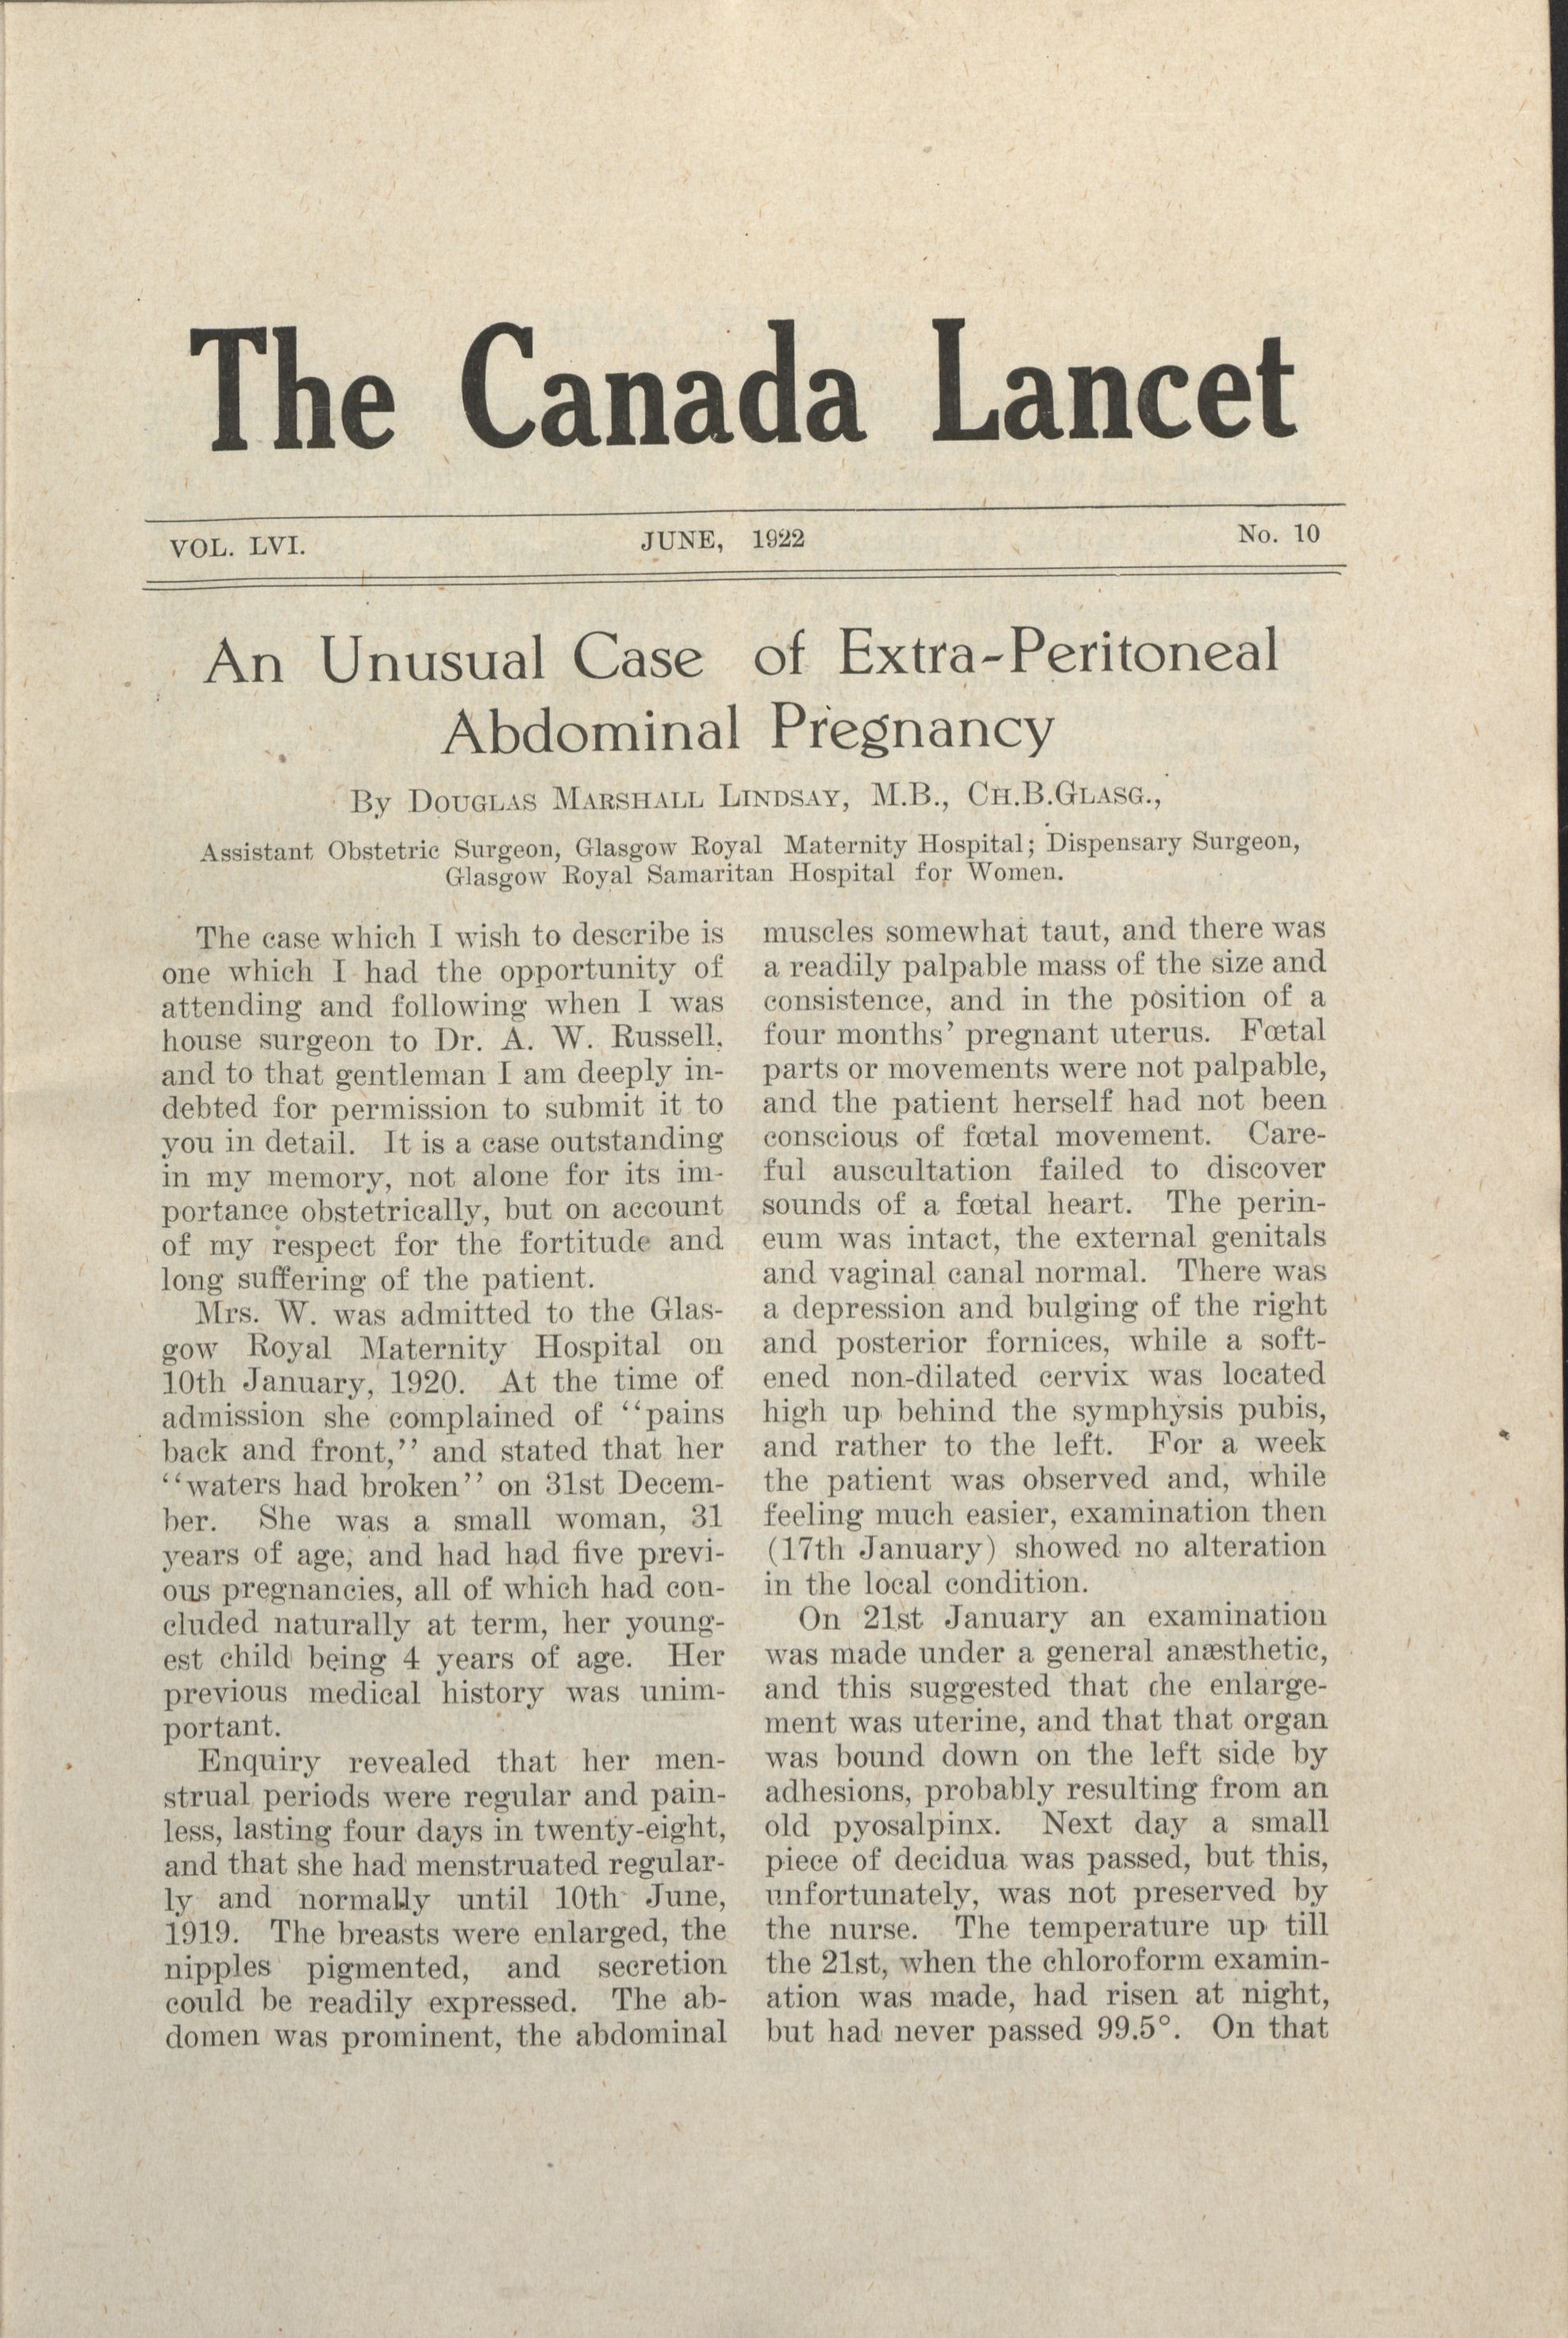 The Canada Lancet
VOL. LVI.
JUNE, 1922
No. 10
An Unusual Case of Extra-Peritoneal
Abdominal Pregnancy
By Douglas Marshall Lindsay, M.B., Ch.B.Glasg.,
Assistant Obstetric Surgeon, Glasgow Royal Maternity Hospital; Dispensary Surgeon,
Glasgow Royal Samaritan Hospital for Women.
The case which I wish to describe is
one which I had the opportunity of
attending and following when I was
house surgeon to Dr. A. W. Russell,
and to that gentleman I am deeply in-
debted for permission to submit it to
you in detail. It is a case outstanding
in my memory, not alone for its im-
portance obstetrically, but on account
of my respect for the fortitude and
long suffering of the patient.
Mrs. W. was admitted to the Glas-
gow Royal Maternity Hospital on
10th January, 1920. At the time of
admission she complained of "pains
back and front," and stated that her
"waters had broken" on 31st Decem-
ber. She was a small woman, 31
years of age, and had had five previ-
ous pregnancies, all of which had con-
cluded naturally at term, her young-
est child being 4 years of age. Her
previous medical history was unim-
portant.
Enquiry revealed that her men-
strual periods were regular and pain-
less, lasting four days in twenty-eight,
and that she had menstruated regular-
ly and normally until 10th June,
1919. The breasts were enlarged, the
nipples pigmented, and secretion
could be readily expressed. The ab-
domen was prominent, the abdominal
muscles somewhat taut, and there was
a readily palpable mass of the size and
consistence, and in the position of a
four months' pregnant uterus. Fœtal
parts or movements were not palpable,
and the patient herself had not been
conscious of fœtal movement. Care-
ful auscultation failed to discover
sounds of a fœtal heart. The perin-
eum was intact, the external genitals
and vaginal canal normal. There was
a depression and bulging of the right
and posterior fornices, while a soft-
ened non-dilated cervix was located
high up behind the symphysis pubis,
and rather to the left. For a week
the patient was observed and, while
feeling much easier, examination then
(17th January) showed no alteration
in the local condition.
On 21st January an examination
was made under a general anæsthetic,
and this suggested that che enlarge-
ment was uterine, and that that organ
was bound down on the left side by
adhesions, probably resulting from an
old pyosalpinx. Next day a small
piece of decidua was passed, but this,
unfortunately, was not preserved by
the nurse. The temperature up till
the 21st, when the chloroform examin-
ation was made, had risen at night,
but had never passed 99.5°. On that